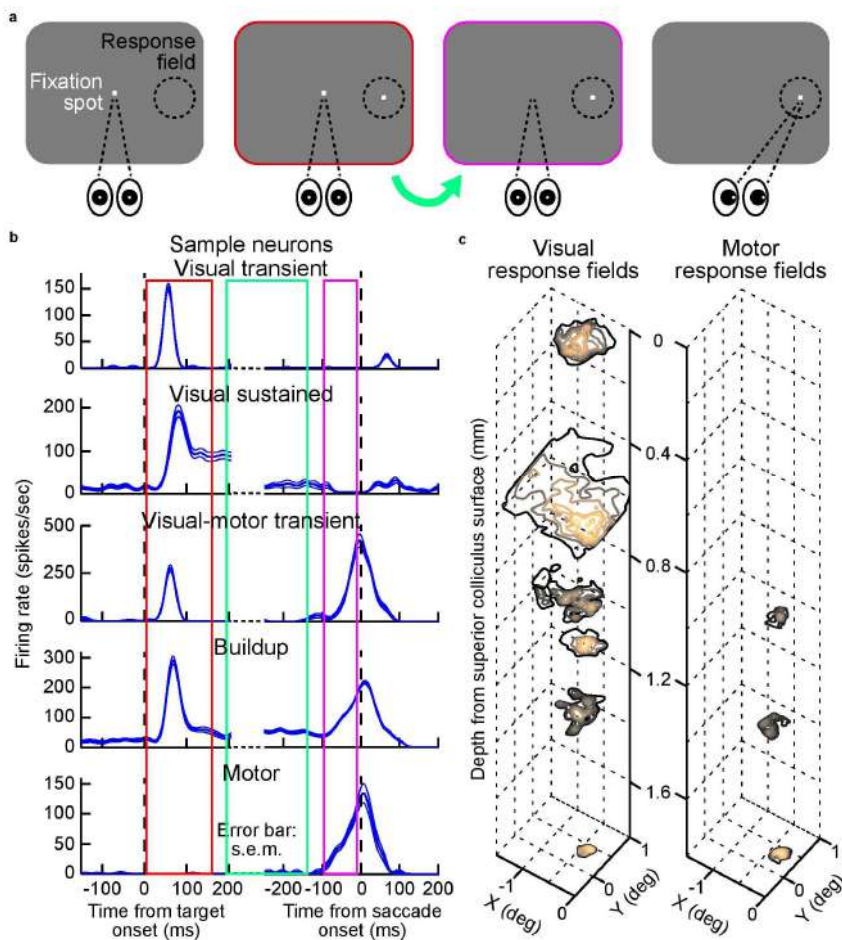 a
Response
field
Fixation
spot
b
Sample neurons
Visual transient
150
100
50
0
Visual sustained
200
100
0
Visual-motor transient
500
250
0
Buildup
300
200
100
0
Motor
150
100
50
0
Error bar:
s.e.m.
Firing rate (spikes/sec)
-100 0 100 200
-200 0 200
Time from target
onset (ms)
Time from saccade
onset (ms)
c
Visual
response fields
Motor
response fields
Depth from superior colliculus surface (mm)
0
0.4
0.8
1.2
1.6
-1
0
X (deg)
0
1
Y (deg)
-1
0
X (deg)
0
1
Y (deg)